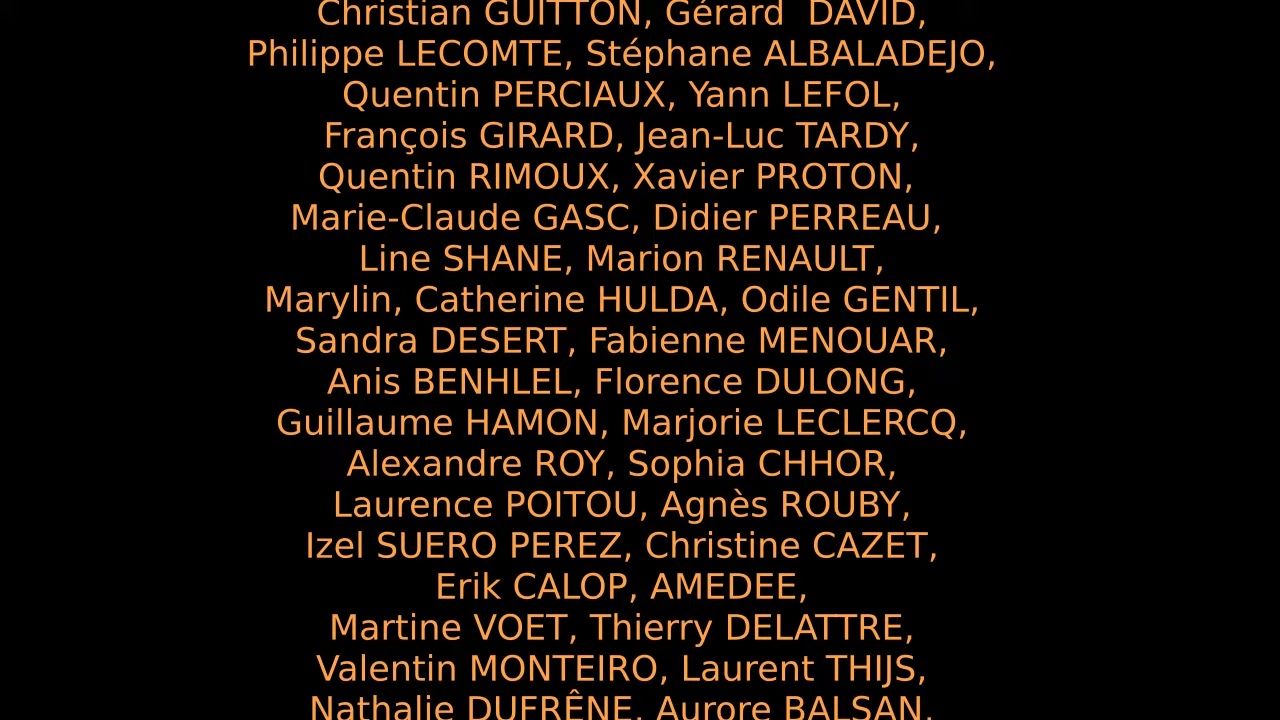 Christian GUITTON, Gérard  DAVID,
Philippe LECOMTE, Stéphane ALBALADEJO,
Quentin PERCIAUX, Yann LEFOL,
François GIRARD, Jean-Luc TARDY,
Quentin RIMOUX, Xavier PROTON,
Marie-Claude GASC, Didier PERREAU,
Line SHANE, Marion RENAULT,
Marylin, Catherine HULDA, Odile GENTIL,
Sandra DESERT, Fabienne MENOUAR,
Anis BENHLEL, Florence DULONG,
Guillaume HAMON, Marjorie LECLERCQ,
Alexandre ROY, Sophia CHHOR,
Laurence POITOU, Agnès ROUBY,
Izel SUERO PEREZ, Christine CAZET,
Erik CALOP, AMEDEE,
Martine VOET, Thierry DELATTRE,
Valentin MONTEIRO, Laurent THIJS,
Nathalie DUFRÊNE, Aurore BALSAN,